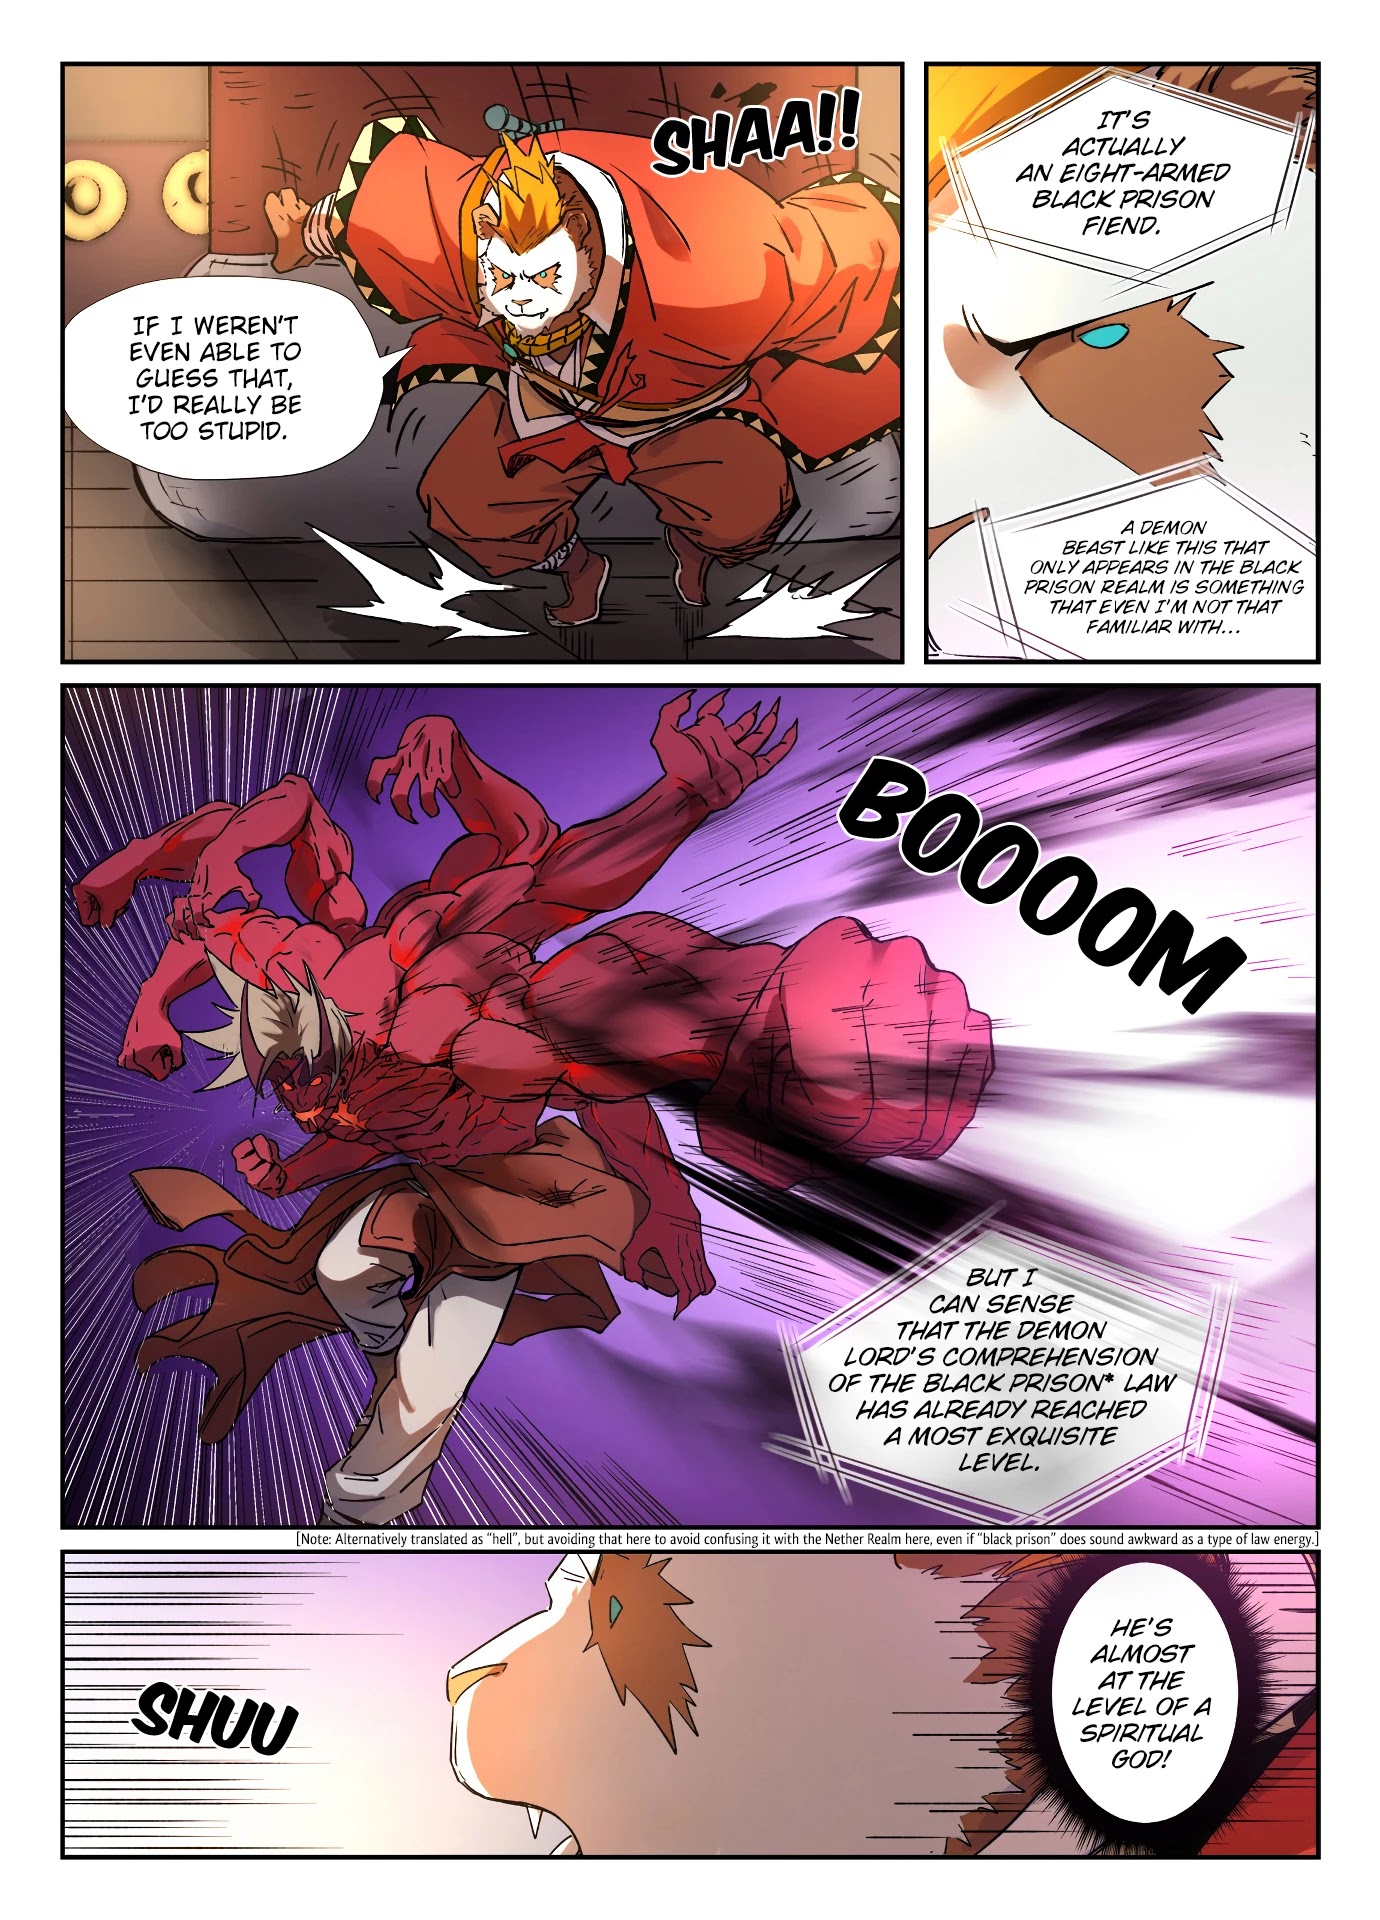 SHAA!!
IF I WEREN'T
EVEN ABLE TO
GUESS THAT,
I'D REALLY BE
TOO STUPID.
IT'S
ACTUALLY
AN EIGHT-ARMED
BLACK PRISON
FIEND.
A DEMON
BEAST LIKE THIS THAT
ONLY APPEARS IN THE BLACK
PRISON REALM IS SOMETHING
THAT EVEN I'M NOT THAT
FAMILIAR WITH...
BOOOOM
BUT I
CAN SENSE
THAT THE DEMON
LORD'S COMPREHENSION
OF THE BLACK PRISON* LAW
HAS ALREADY REACHED
A MOST EXQUISITE
LEVEL.
[Note: Alternatively translated as "hell", but avoiding that here to avoid confusing it with the Nether Realm here, even if "black prison" does sound awkward as a type of law energy.]
SHUU
HE'S
ALMOST
AT THE
LEVEL OF A
SPIRITUAL
GOD!